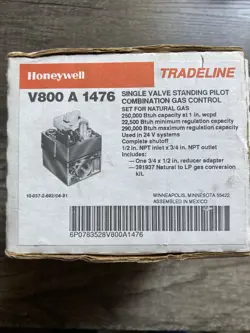 Honeywell
TRADELINE
V800 A 1476
SINGLE VALVE STANDING PILOT
COMBINATION GAS CONTROL
SET FOR NATURAL GAS
250,000 Btuh capacity at 1 in. wcpd
22,500 Btuh minimum regulation capacity
290,000 Btuh maximum regulation capacity
Used in 24 V systems
Complete shutoff
1/2 in. NPT inlet x 3/4 in. NPT outlet
Includes:
— One 3/4 x 1/2 in. reducer adapter
— 391937 Natural to LP gas conversion
kit.
MINNEAPOLIS, MINNESOTA 55422
ASSEMBLED IN MEXICO
6P0783528V800A1476